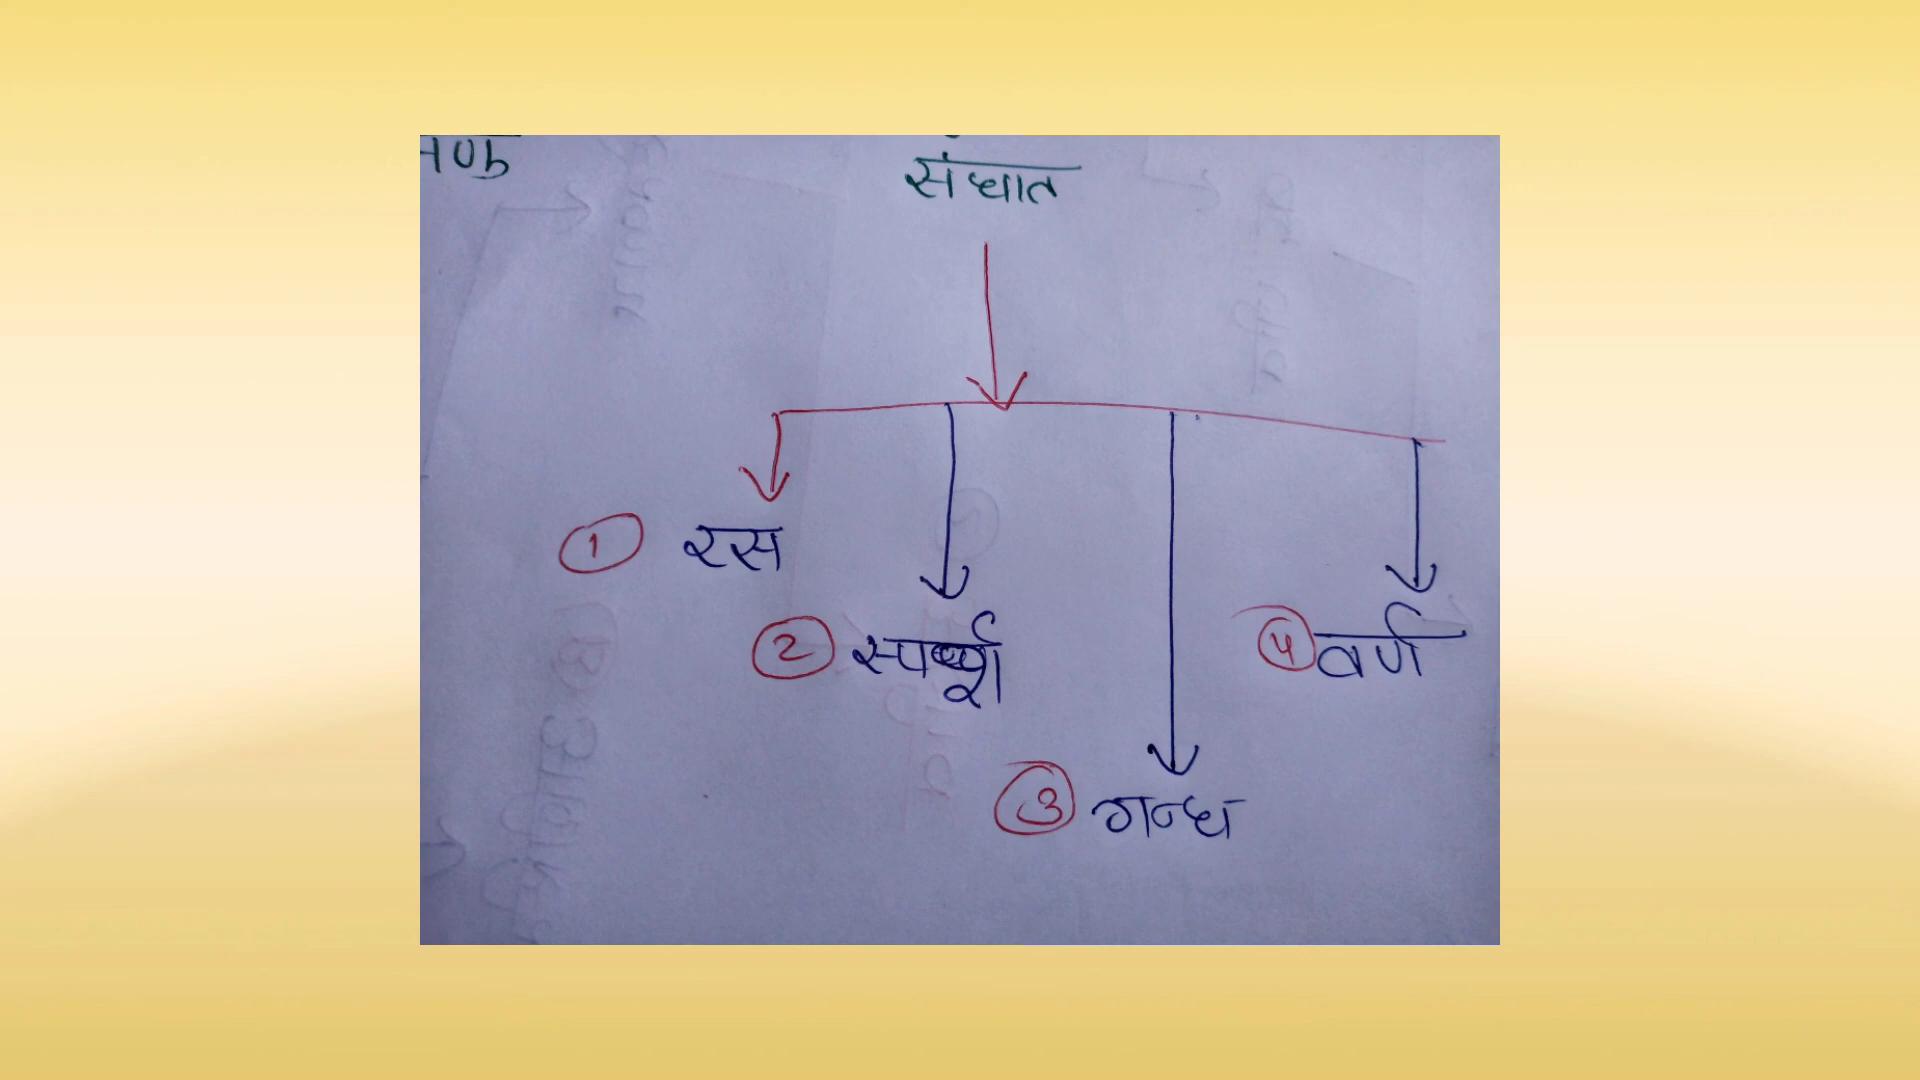 संघात
1 रस
2 स्पर्श
3 गन्ध
4 वर्ण